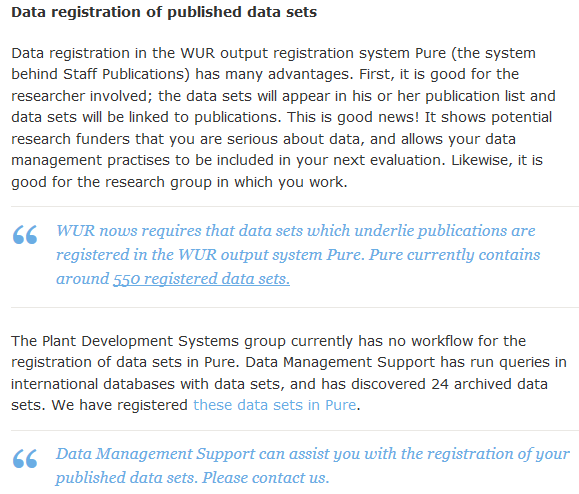 Data registration of published data sets
Data registration in the WUR output registration system Pure (the system
behind Staff Publications) has many advantages. First, it is good for the
researcher involved; the data sets will appear in his or her publication list and
data sets will be linked to publications. This is good news! It shows potential
research funders that you are serious about data, and allows your data
management practises to be included in your next evaluation. Likewise, it is
good for the research group in which you work.
“ WUR nows requires that data sets which underlie publications are
registered in the WUR output system Pure. Pure currently contains
around 550 registered data sets.
The Plant Development Systems group currently has no workflow for the
registration of data sets in Pure. Data Management Support has run queries in
international databases with data sets, and has discovered 24 archived data
sets. We have registered these data sets in Pure.
“ Data Management Support can assist you with the registration of your
published data sets. Please contact us.